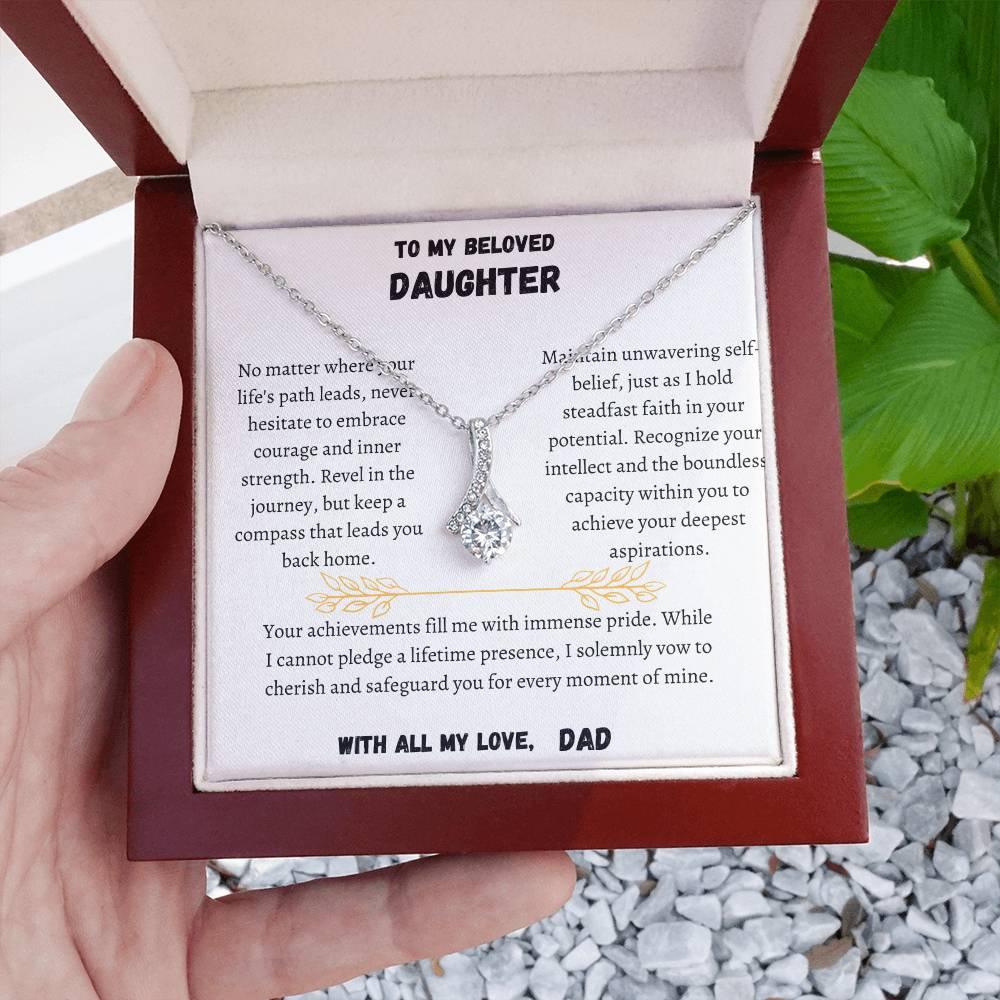 TO MY BELOVED
DAUGHTER
No matter where your
life's path leads, never
hesitate to embrace
courage and inner
strength. Revel in the
journey, but keep a
compass that leads you
back home.
Maintain unwavering self-
belief, just as I hold
steadfast faith in your
potential. Recognize your
intellect and the boundless
capacity within you to
achieve your deepest
aspirations.
Your achievements fill me with immense pride. While
I cannot pledge a lifetime presence, I solemnly vow to
cherish and safeguard you for every moment of mine.
WITH ALL MY LOVE, DAD